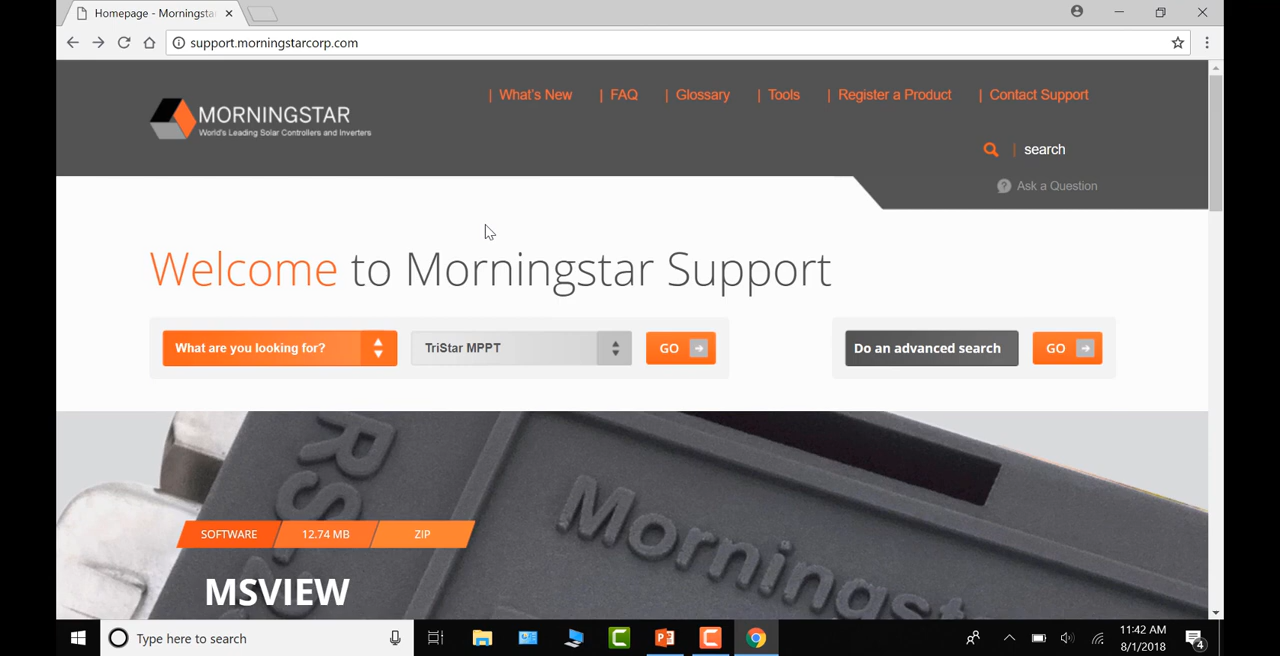 Homepage - Morningsta
support.morningstarcorp.com
| What's New | FAQ | Glossary | Tools | Register a Product | Contact Support
MORNINGSTAR
World's Leading Solar Controllers and Inverters
| search
? Ask a Question
Welcome to Morningstar Support
What are you looking for?
TriStar MPPT
GO
Do an advanced search
GO
RSC
Morningst
SOFTWARE 12.74 MB ZIP
MSVIEW
Type here to search
11:42 AM
8/1/2018
4